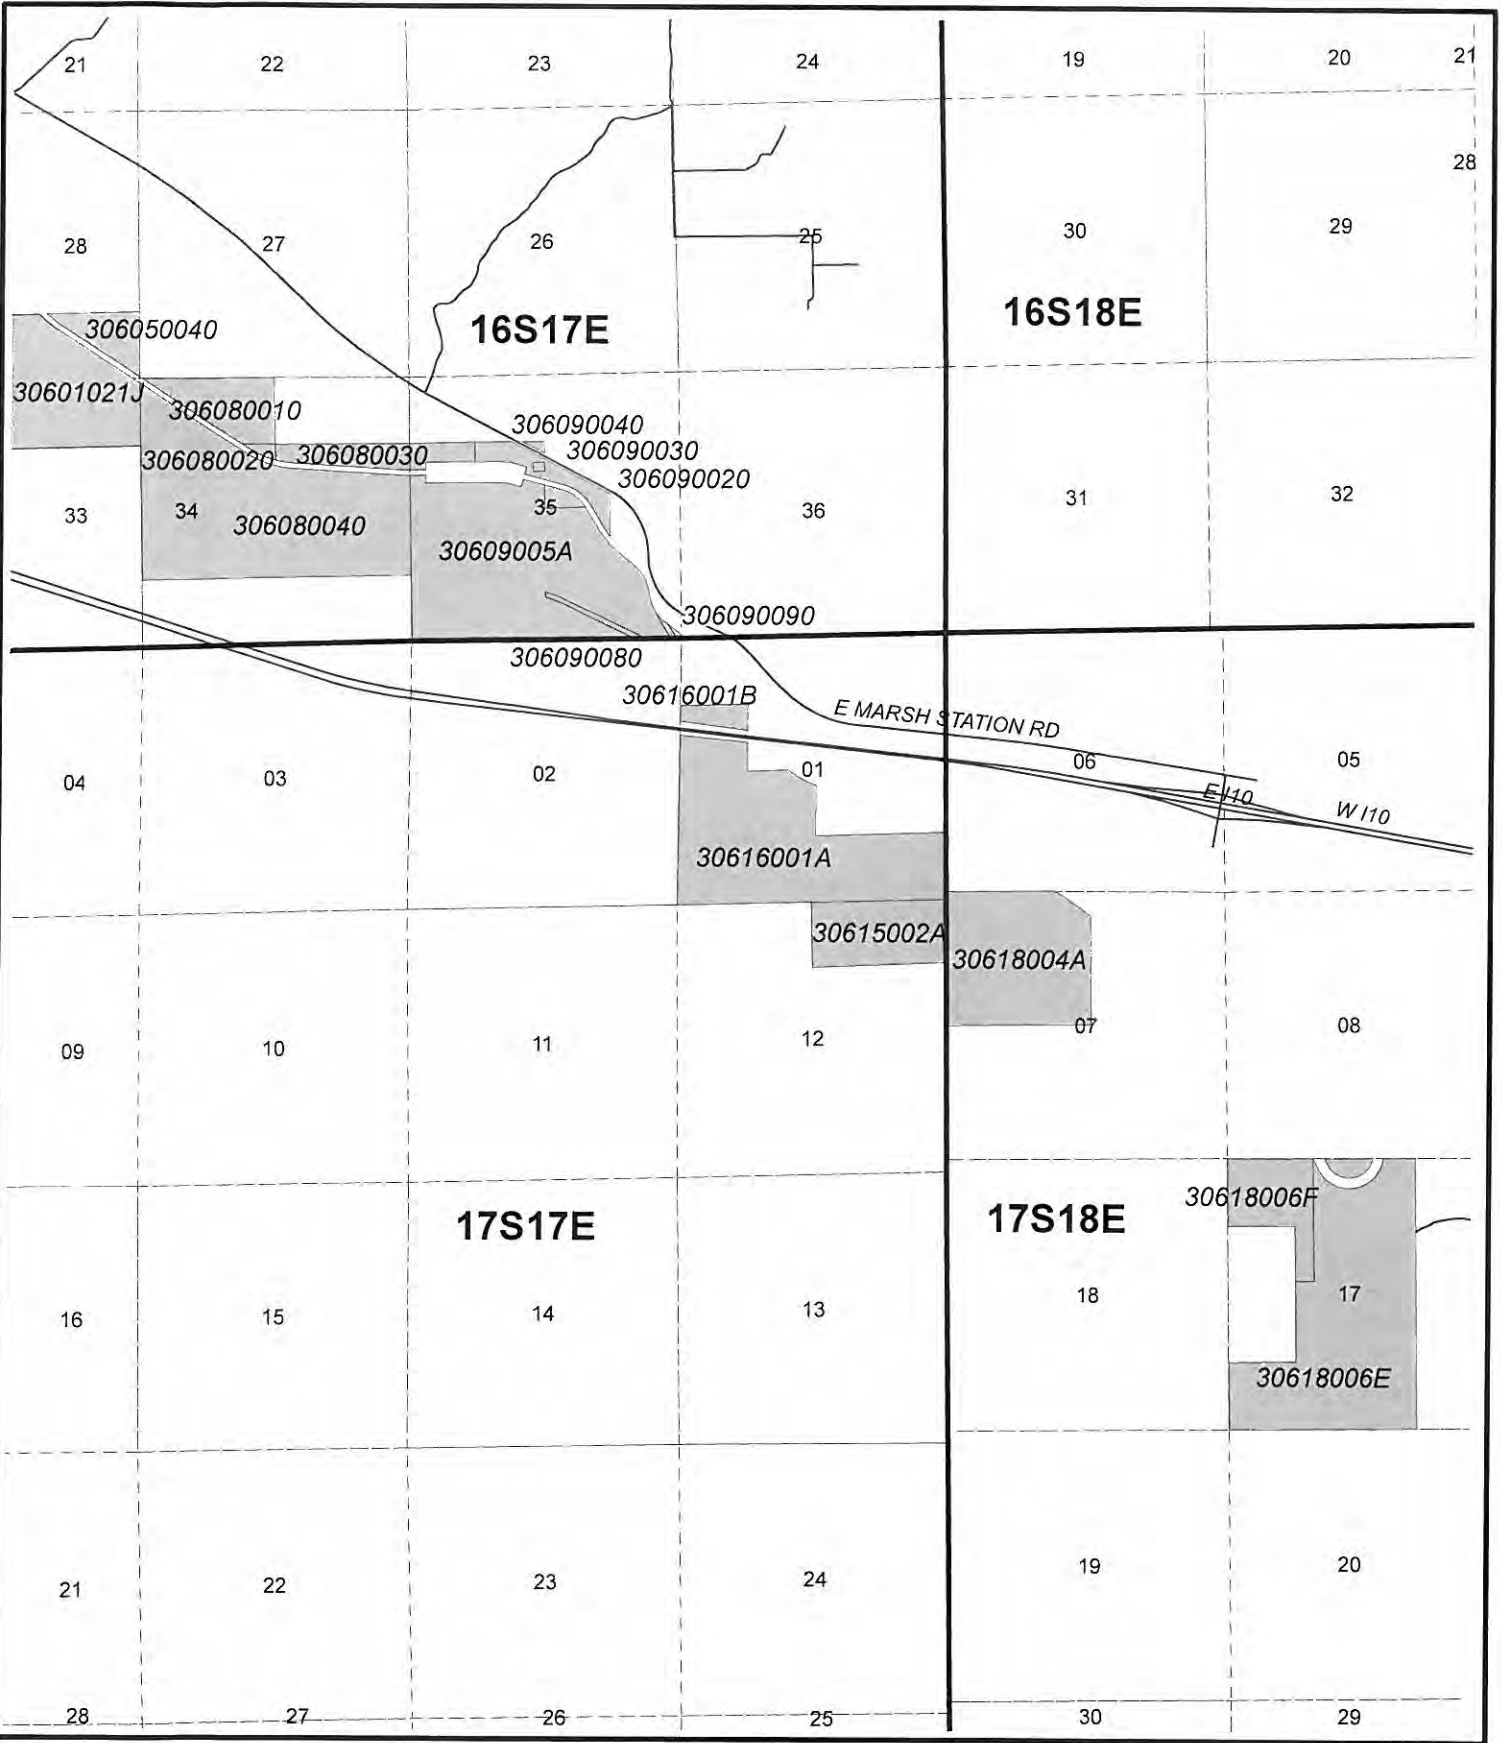 21 22 23 24 19 20 21
28
28 27 26 25 30 29
16S17E 16S18E
306050040
30601021J 306080010
306090040
306080020 306080030 306090030
306090020
33 34 306080040 35 36 31 32
30609005A
306090090
306090080
30616001B
E MARSH STATION RD
04 03 02 01 06 05
E I10 W I10
30616001A
30615002A 30618004A
09 10 11 12 07 08
30618006F
17S17E 17S18E
16 15 14 13 18 17
30618006E
21 22 23 24 19 20
28 27 26 25 30 29